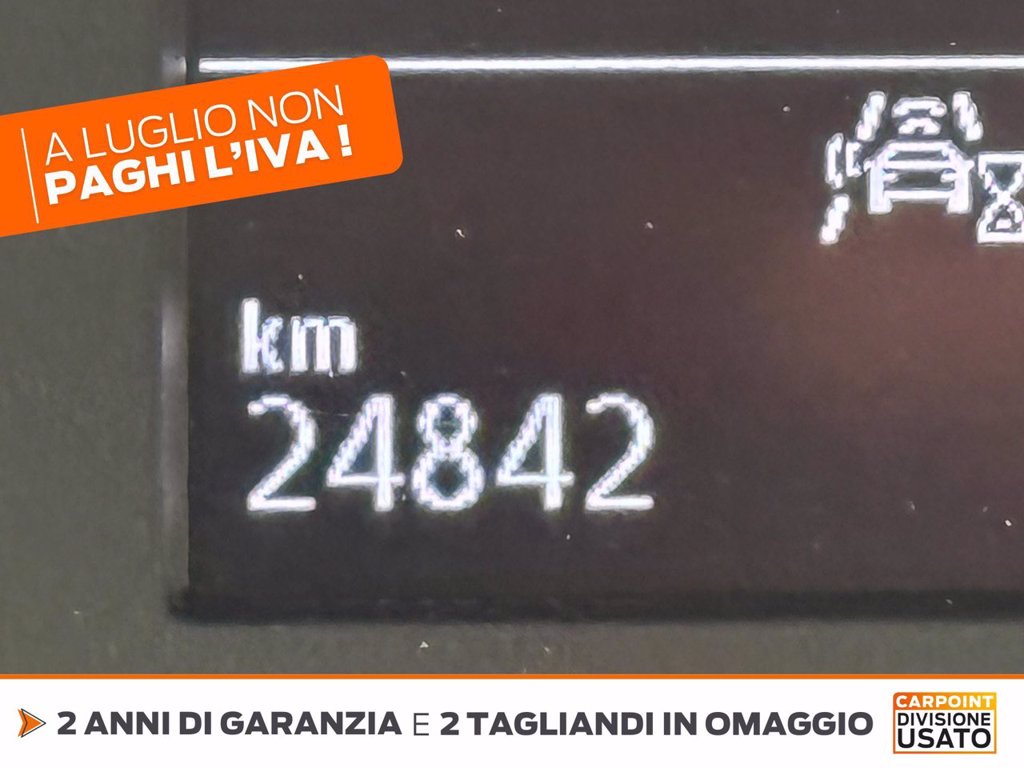 A LUGLIO NON
PAGHI L'IVA !
km
24842
2 ANNI DI GARANZIA E 2 TAGLIANDI IN OMAGGIO
CARPOINT
DIVISIONE
USATO